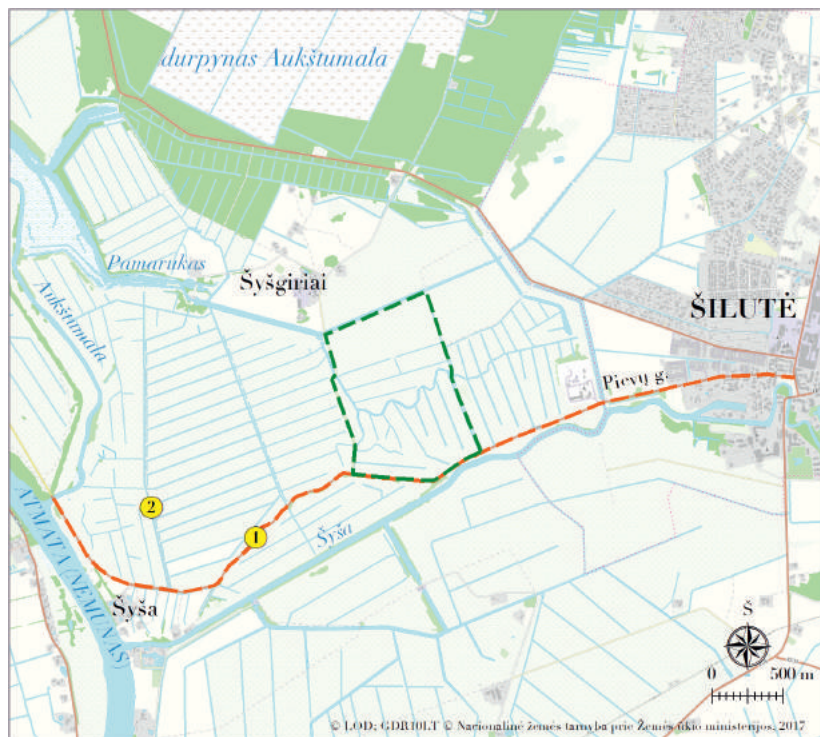 durpynas Aukštumala
Pamarukas
Šyšgiriai
Aukštumala
ŠILUTĖ
Pievų g.
2
1
Šyša
ATMATA (NEMUNAS)
Šyša
Š
0 500 m
© LOD; GDR10LT © Nacionalinė žemės tarnyba prie Žemės ūkio ministerijos, 2017